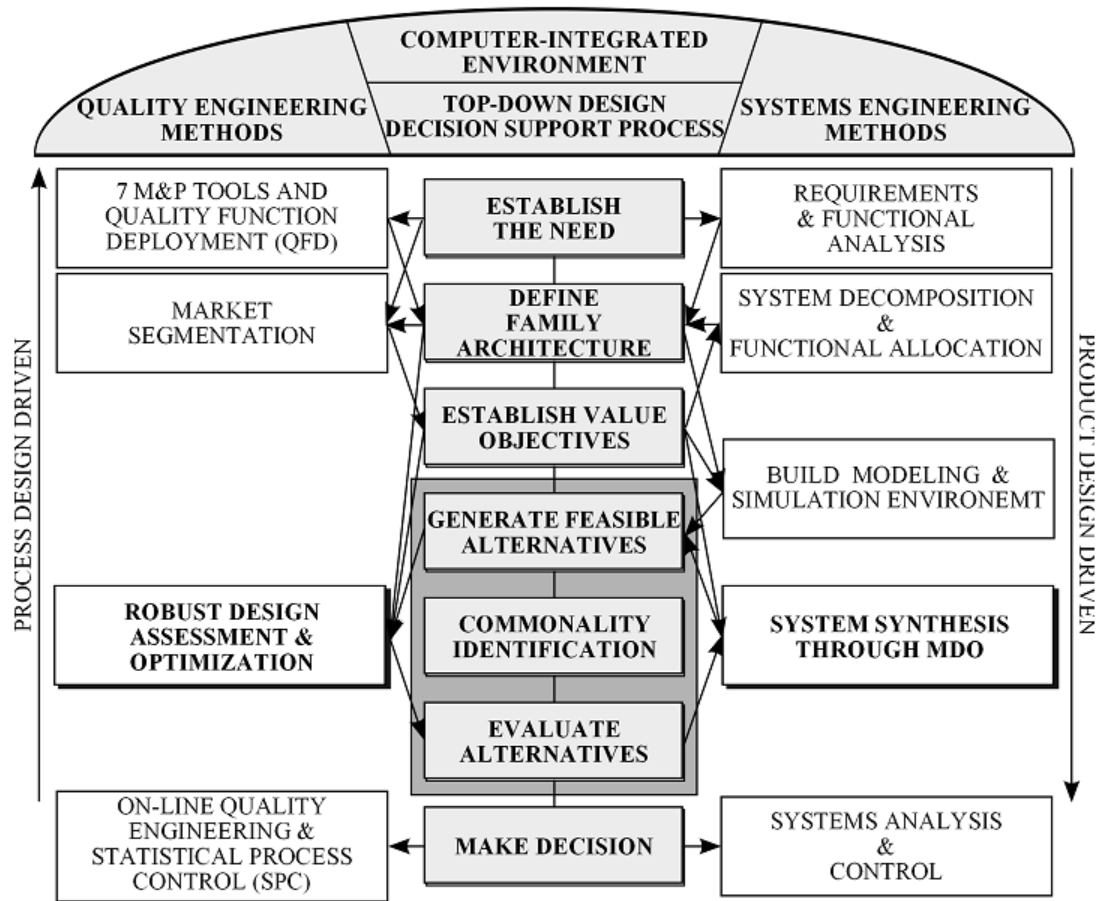 COMPUTER-INTEGRATED
ENVIRONMENT
QUALITY ENGINEERING
METHODS
TOP-DOWN DESIGN
DECISION SUPPORT PROCESS
SYSTEMS ENGINEERING
METHODS
PROCESS DESIGN DRIVEN
7 M&P TOOLS AND
QUALITY FUNCTION
DEPLOYMENT (QFD)
ESTABLISH
THE NEED
REQUIREMENTS
& FUNCTIONAL
ANALYSIS
MARKET
SEGMENTATION
DEFINE
FAMILY
ARCHITECTURE
SYSTEM DECOMPOSITION
&
FUNCTIONAL ALLOCATION
ESTABLISH VALUE
OBJECTIVES
BUILD MODELING &
SIMULATION ENVIRONEMT
GENERATE FEASIBLE
ALTERNATIVES
ROBUST DESIGN
ASSESSMENT &
OPTIMIZATION
COMMONALITY
IDENTIFICATION
SYSTEM SYNTHESIS
THROUGH MDO
EVALUATE
ALTERNATIVES
ON-LINE QUALITY
ENGINEERING &
STATISTICAL PROCESS
CONTROL (SPC)
MAKE DECISION
SYSTEMS ANALYSIS
&
CONTROL
PRODUCT DESIGN DRIVEN